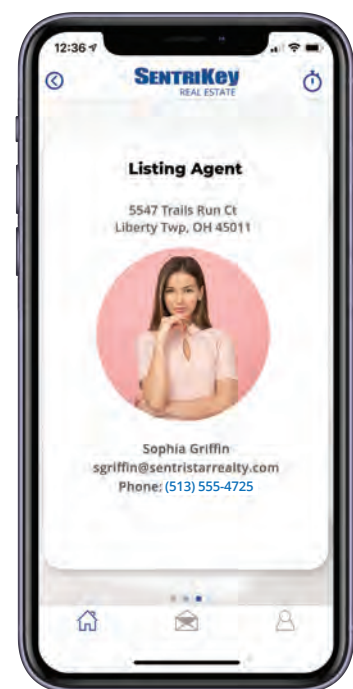 12:36
SENTRIKEY
REAL ESTATE
Listing Agent
5547 Trails Run Ct
Liberty Twp, OH 45011
Sophia Griffin
sgriffin@sentristarrealty.com
Phone: (513) 555-4725